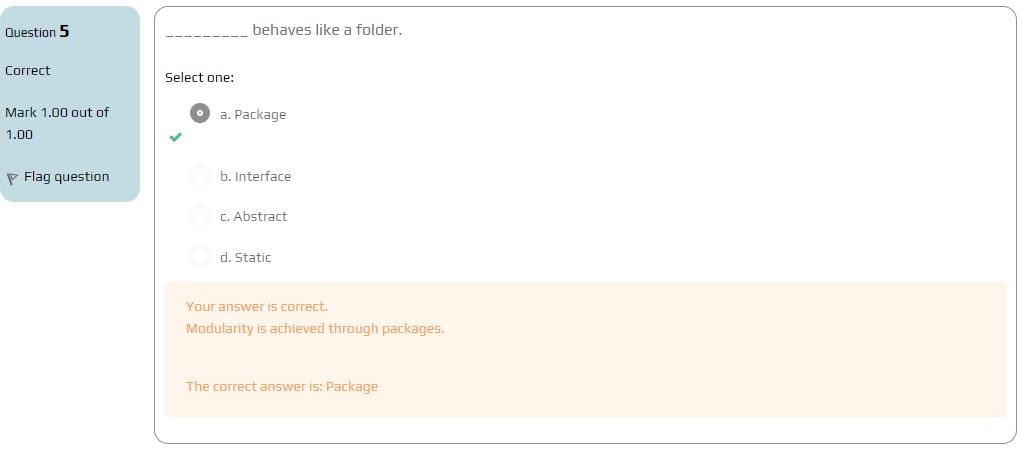 Question 5
Correct
Mark 1.00 out of
1.00
Flag question
_________ behaves like a folder.
Select one:
a. Package
b. Interface
c. Abstract
d. Static
Your answer is correct.
Modularity is achieved through packages.
The correct answer is: Package